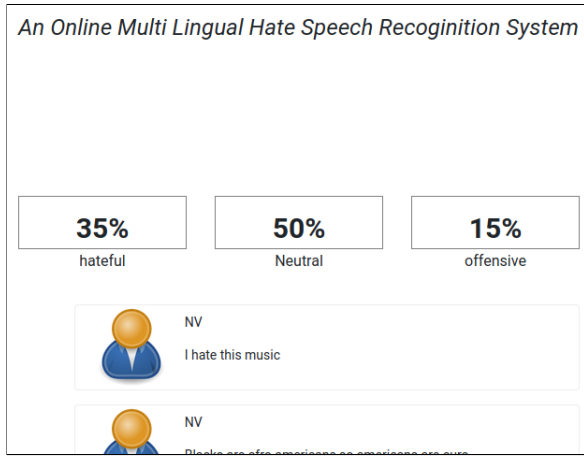 An Online Multi Lingual Hate Speech Recoginition System
35% 50% 15%
hateful Neutral offensive
NV
I hate this music
NV